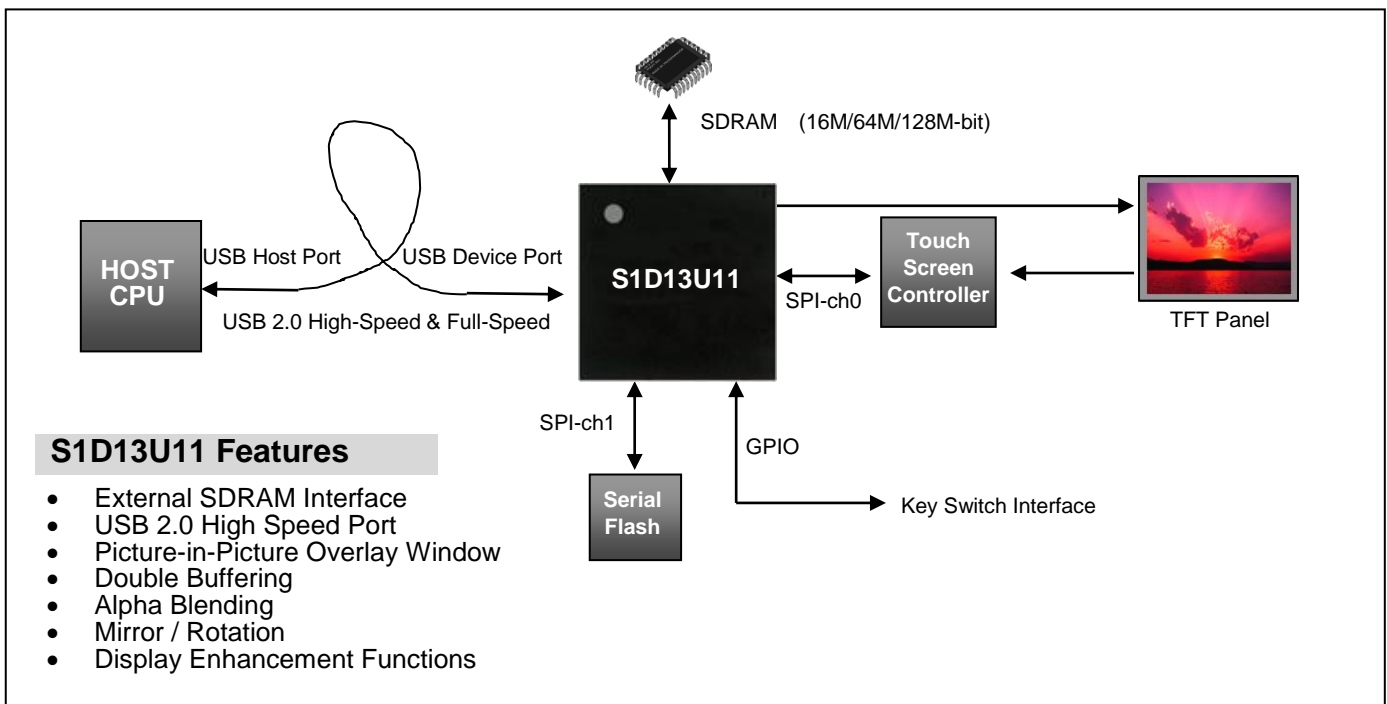 SDRAM (16M/64M/128M-bit)
HOST
CPU
USB Host Port
USB Device Port
USB 2.0 High-Speed & Full-Speed
S1D13U11
SPI-ch0
Touch
Screen
Controller
TFT Panel
SPI-ch1
GPIO
Serial
Flash
Key Switch Interface
S1D13U11 Features
• External SDRAM Interface
• USB 2.0 High Speed Port
• Picture-in-Picture Overlay Window
• Double Buffering
• Alpha Blending
• Mirror / Rotation
• Display Enhancement Functions